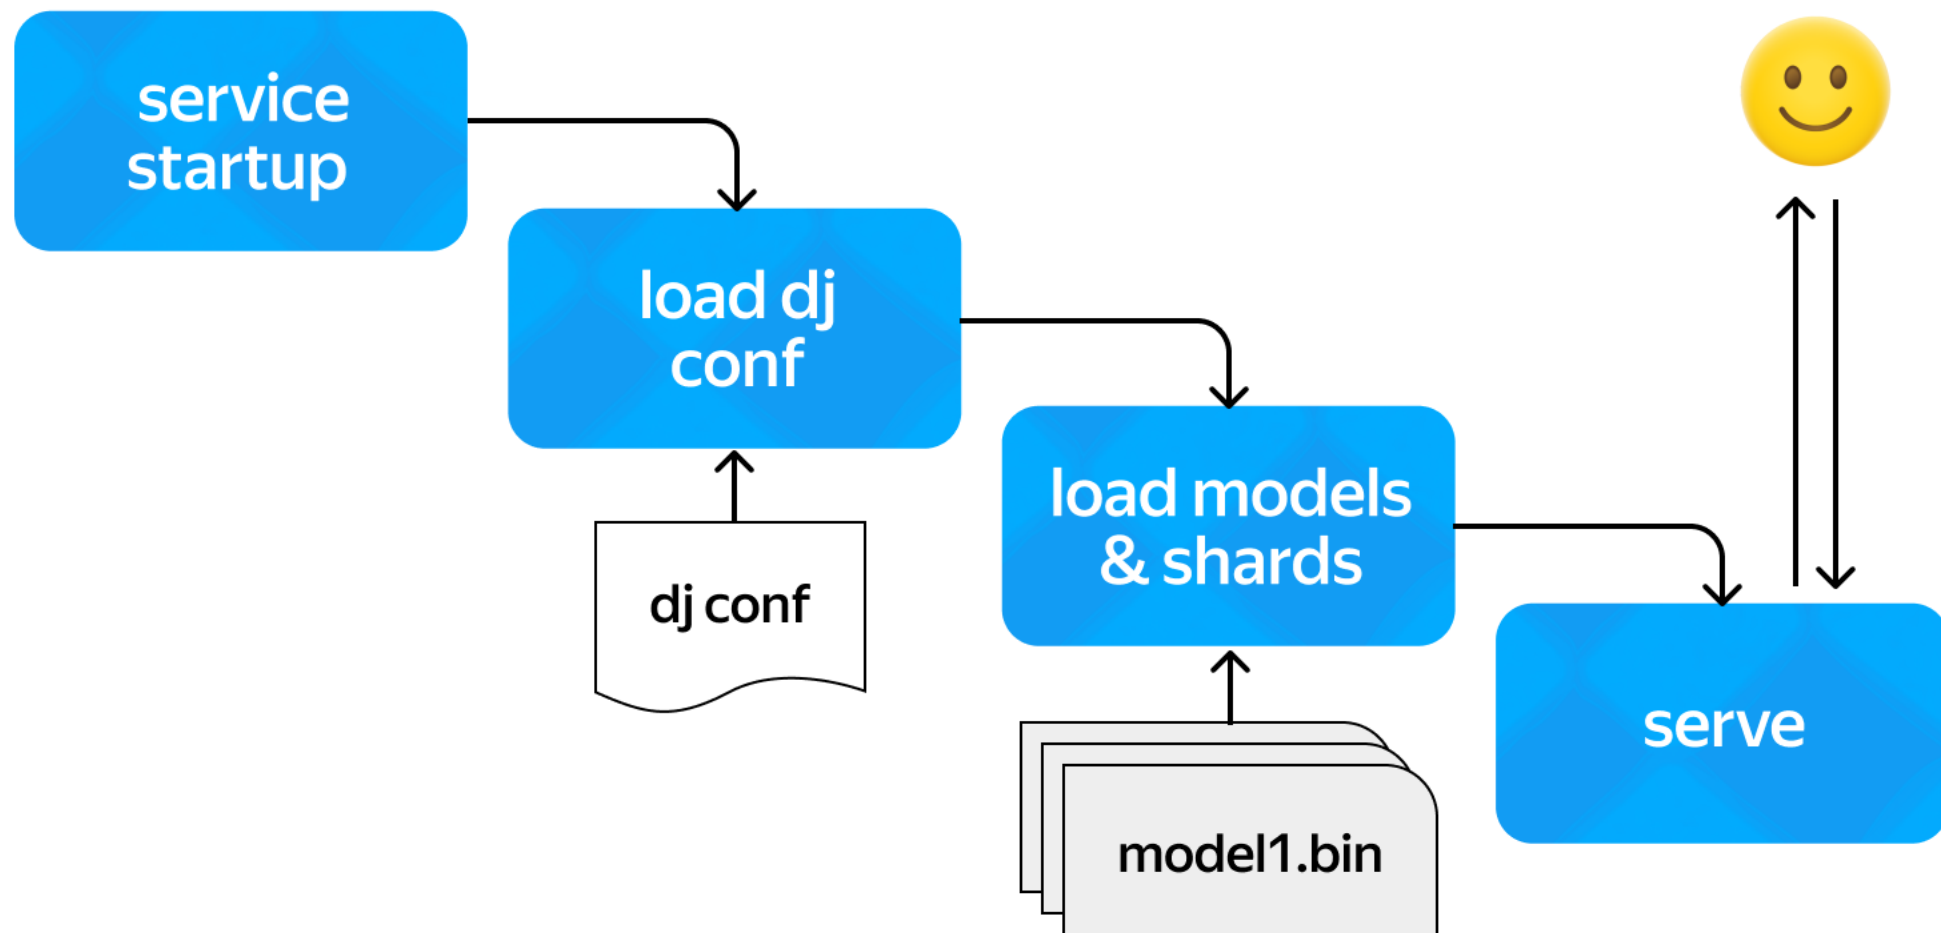 service
startup
load dj
conf
dj conf
load models
& shards
model1.bin
serve